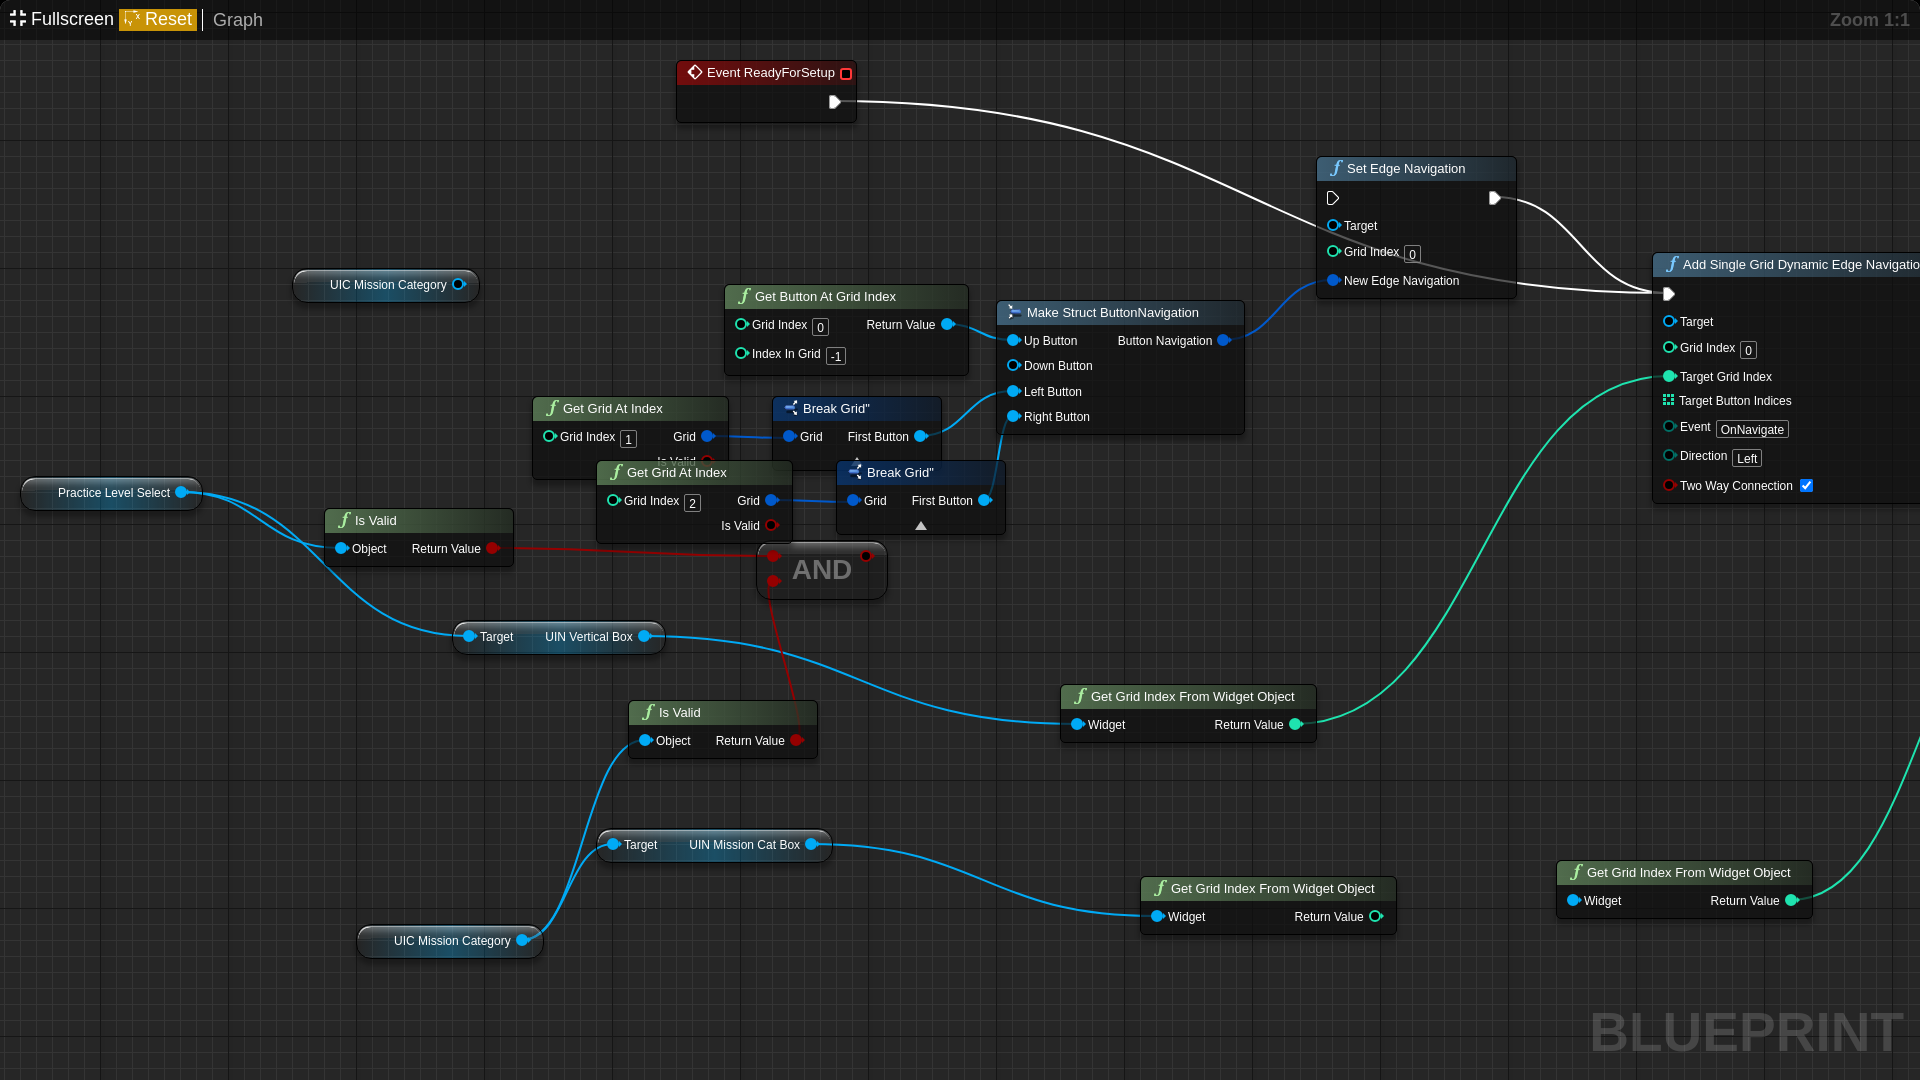 Fullscreen Reset Graph
Zoom 1:1
Event ReadyForSetup
Set Edge Navigation
Target
Grid Index 0
New Edge Navigation
Add Single Grid Dynamic Edge Navigatio
Target
Grid Index 0
Target Grid Index
Target Button Indices
Event OnNavigate
Direction Left
Two Way Connection
UIC Mission Category
Get Button At Grid Index
Grid Index 0 Return Value
Index In Grid -1
Make Struct ButtonNavigation
Up Button Button Navigation
Down Button
Left Button
Right Button
Get Grid At Index
Grid Index 1 Grid
Is Valid
Break Grid"
Grid First Button
Get Grid At Index
Grid Index 2 Grid
Is Valid
Break Grid"
Grid First Button
Practice Level Select
Is Valid
Object Return Value
AND
Target UIN Vertical Box
Is Valid
Object Return Value
Get Grid Index From Widget Object
Widget Return Value
Target UIN Mission Cat Box
Get Grid Index From Widget Object
Widget Return Value
Get Grid Index From Widget Object
Widget Return Value
UIC Mission Category
BLUEPRINT